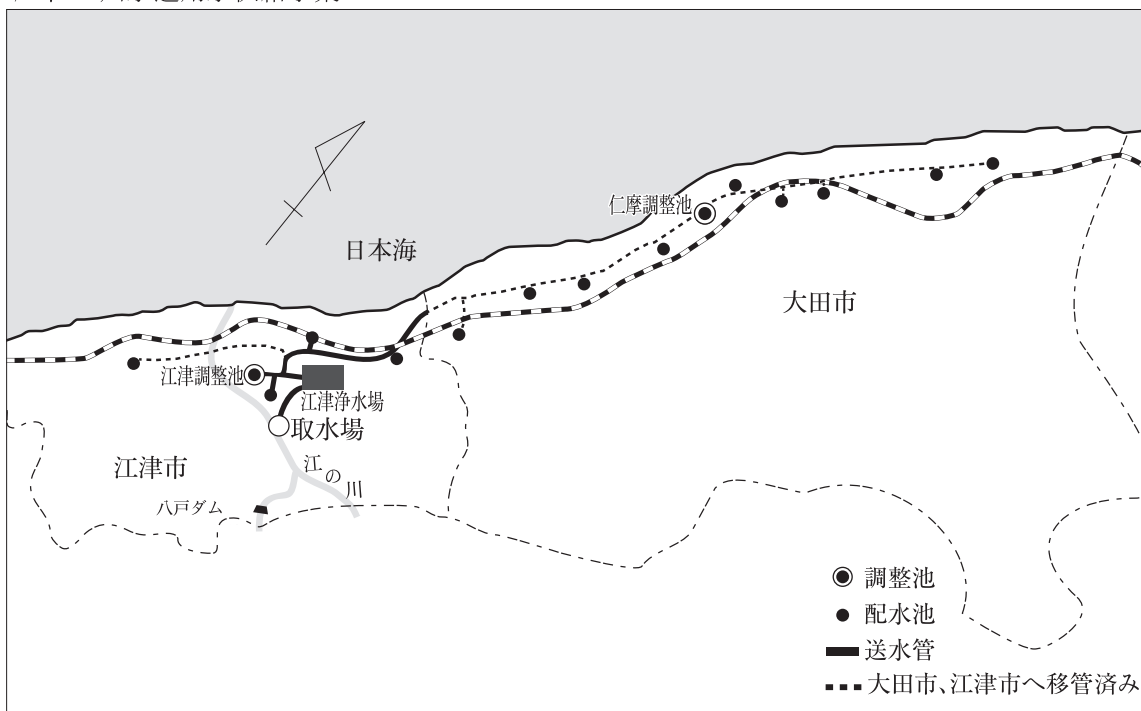 日本海
仁摩調整池
大田市
江津調整池
江津浄水場
取水場
江津市
江の川
八戸ダム
調整池
配水池
送水管
大田市、江津市へ移管済み